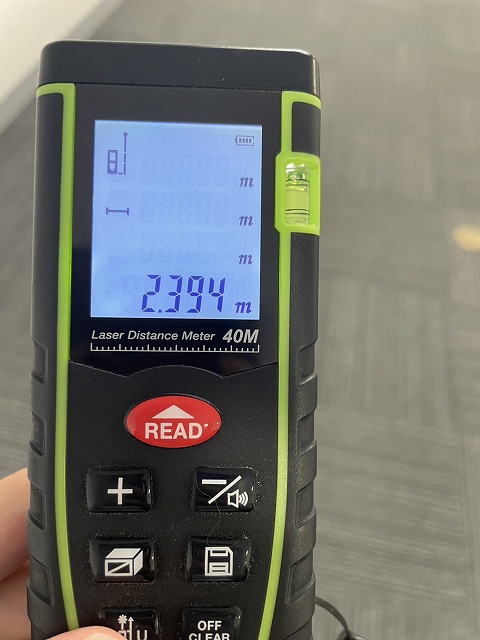 m
m
m
2.394 m
Laser Distance Meter 40M
READ
+
U
OFF
CLEAR